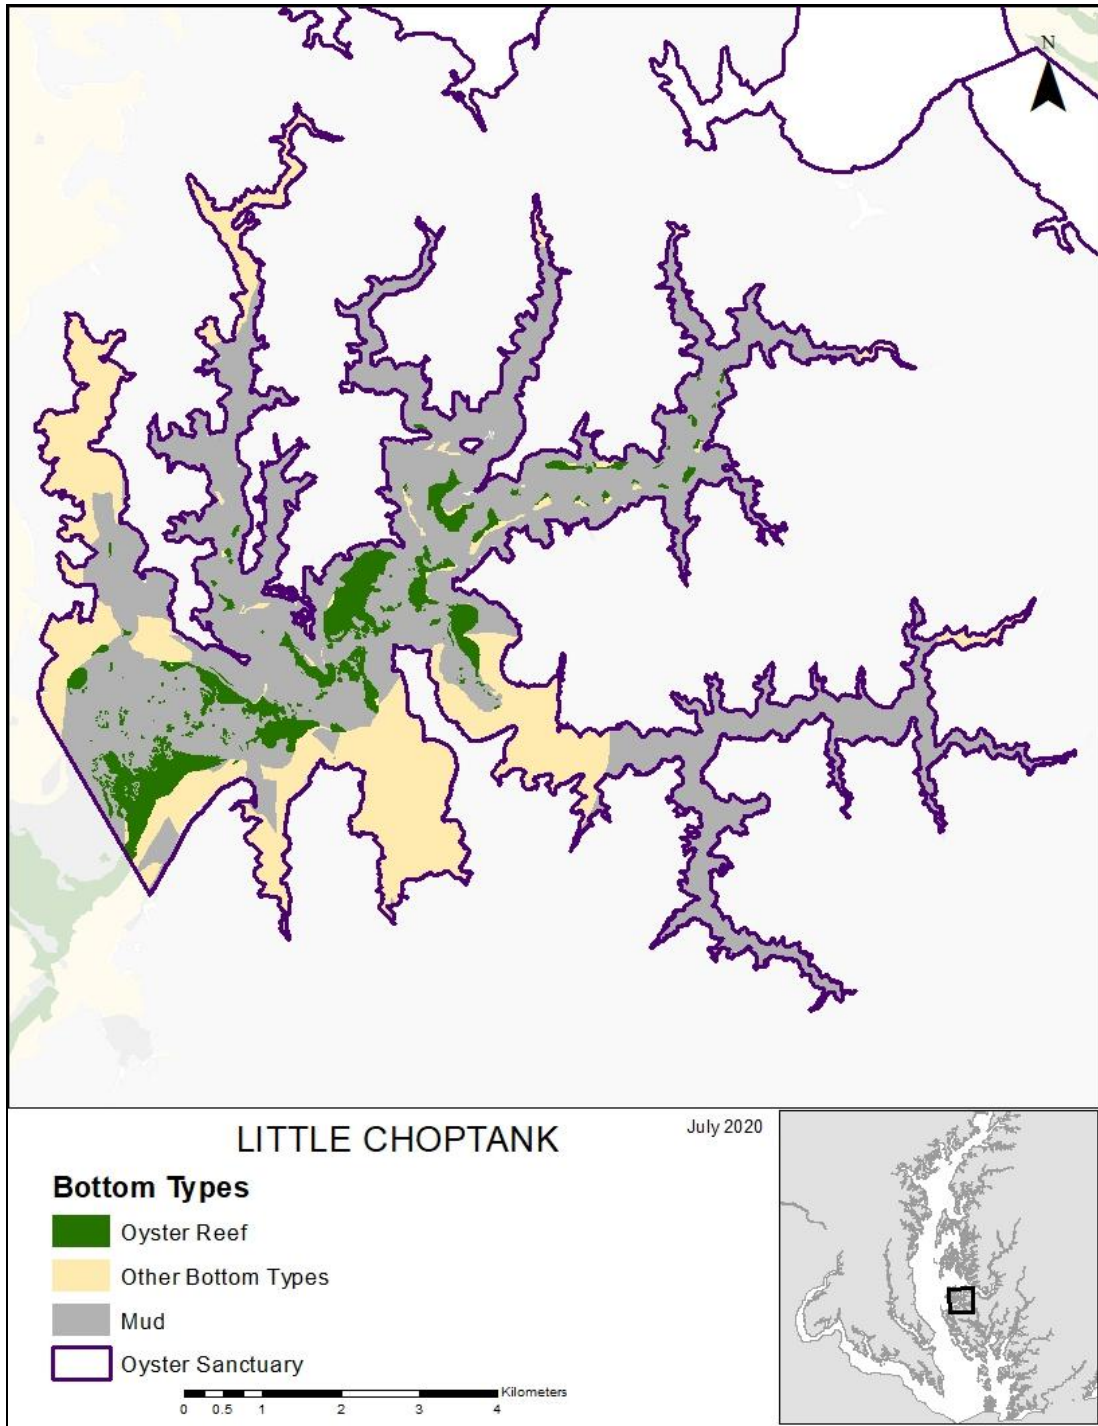 N
LITTLE CHOPTANK
July 2020
Bottom Types
Oyster Reef
Other Bottom Types
Mud
Oyster Sanctuary
Kilometers
0 0.5 1 2 3 4